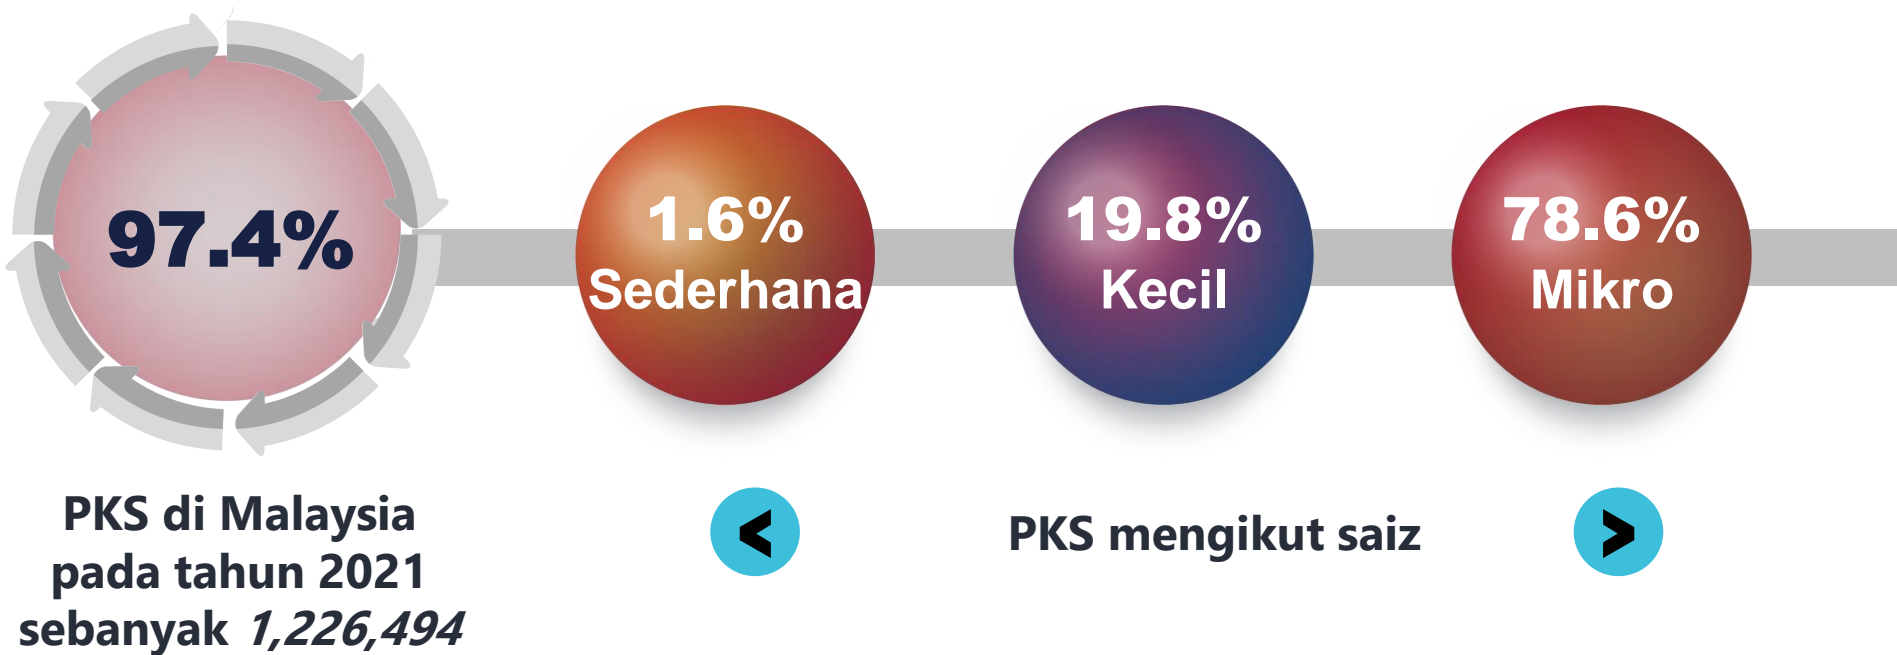 97.4%
PKS di Malaysia
pada tahun 2021
sebanyak 1,226,494
1.6%
Sederhana
19.8%
Kecil
78.6%
Mikro
<
PKS mengikut saiz
>